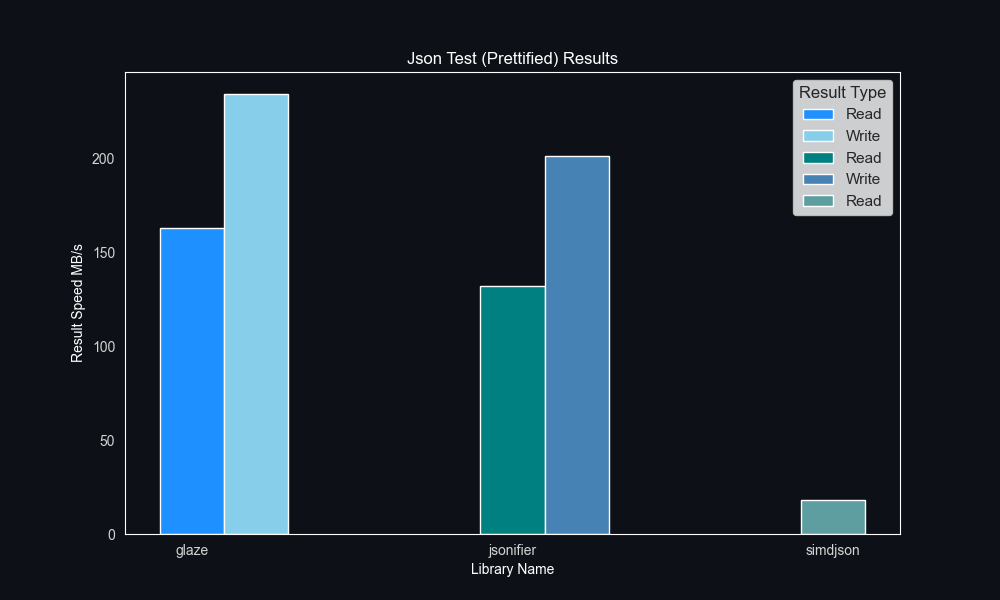 Json Test (Prettified) Results
Result Type
Read
Write
Read
Write
Read
Result Speed MB/s
200
150
100
50
0
glaze
jsonifier
simdjson
Library Name